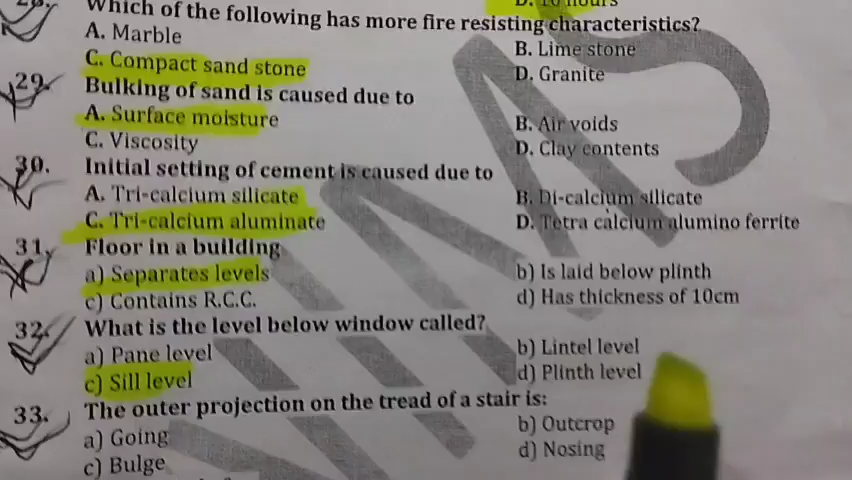 D. 10 hours
28. Which of the following has more fire resisting characteristics?
A. Marble
B. Lime stone
C. Compact sand stone
D. Granite
29. Bulking of sand is caused due to
A. Surface moisture
B. Air voids
C. Viscosity
D. Clay contents
30. Initial setting of cement is caused due to
A. Tri-calcium silicate
B. Di-calcium silicate
C. Tri-calcium aluminate
D. Tetra calcium alumino ferrite
31. Floor in a building
a) Separates levels
b) Is laid below plinth
c) Contains R.C.C.
d) Has thickness of 10cm
32. What is the level below window called?
a) Pane level
b) Lintel level
c) Sill level
d) Plinth level
33. The outer projection on the tread of a stair is:
a) Going
b) Outcrop
c) Bulge
d) Nosing